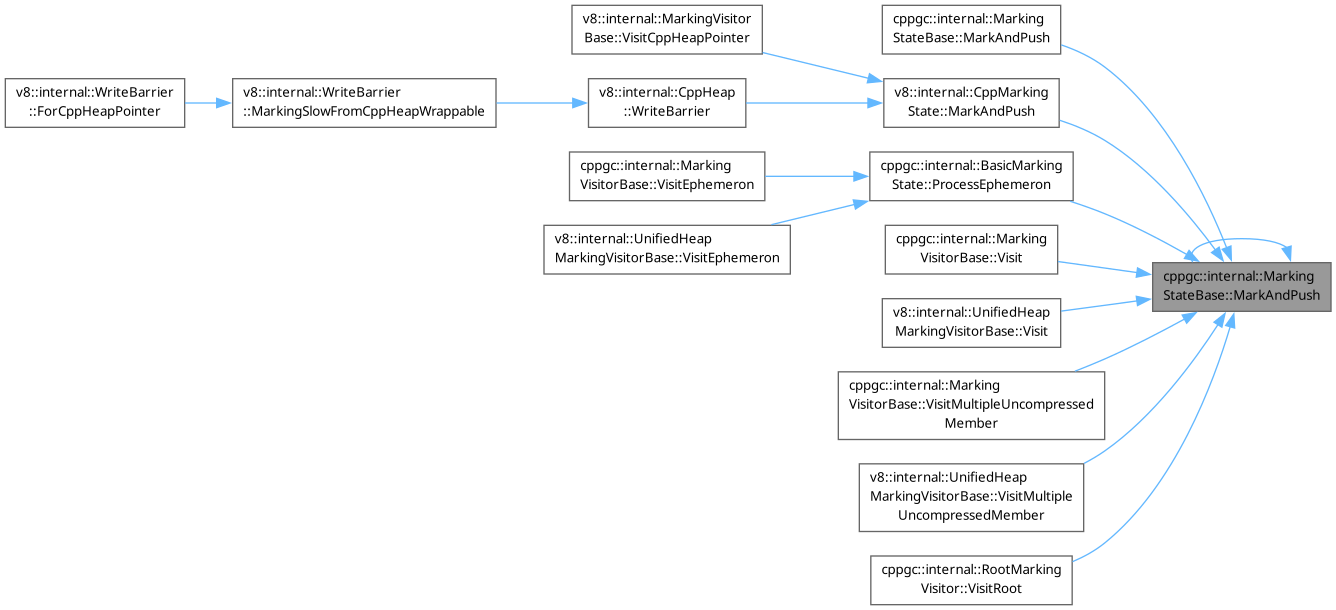 v8::internal::MarkingVisitor
Base::VisitCppHeapPointer
cppgc::internal::Marking
StateBase::MarkAndPush
v8::internal::WriteBarrier
::ForCppHeapPointer
v8::internal::WriteBarrier
::MarkingSlowFromCppHeapWrappable
v8::internal::CppHeap
::WriteBarrier
v8::internal::CppMarking
State::MarkAndPush
cppgc::internal::Marking
VisitorBase::VisitEphemeron
cppgc::internal::BasicMarking
State::ProcessEphemeron
v8::internal::UnifiedHeap
MarkingVisitorBase::VisitEphemeron
cppgc::internal::Marking
VisitorBase::Visit
cppgc::internal::Marking
StateBase::MarkAndPush
v8::internal::UnifiedHeap
MarkingVisitorBase::Visit
cppgc::internal::Marking
VisitorBase::VisitMultipleUncompressed
Member
v8::internal::UnifiedHeap
MarkingVisitorBase::VisitMultiple
UncompressedMember
cppgc::internal::RootMarking
Visitor::VisitRoot